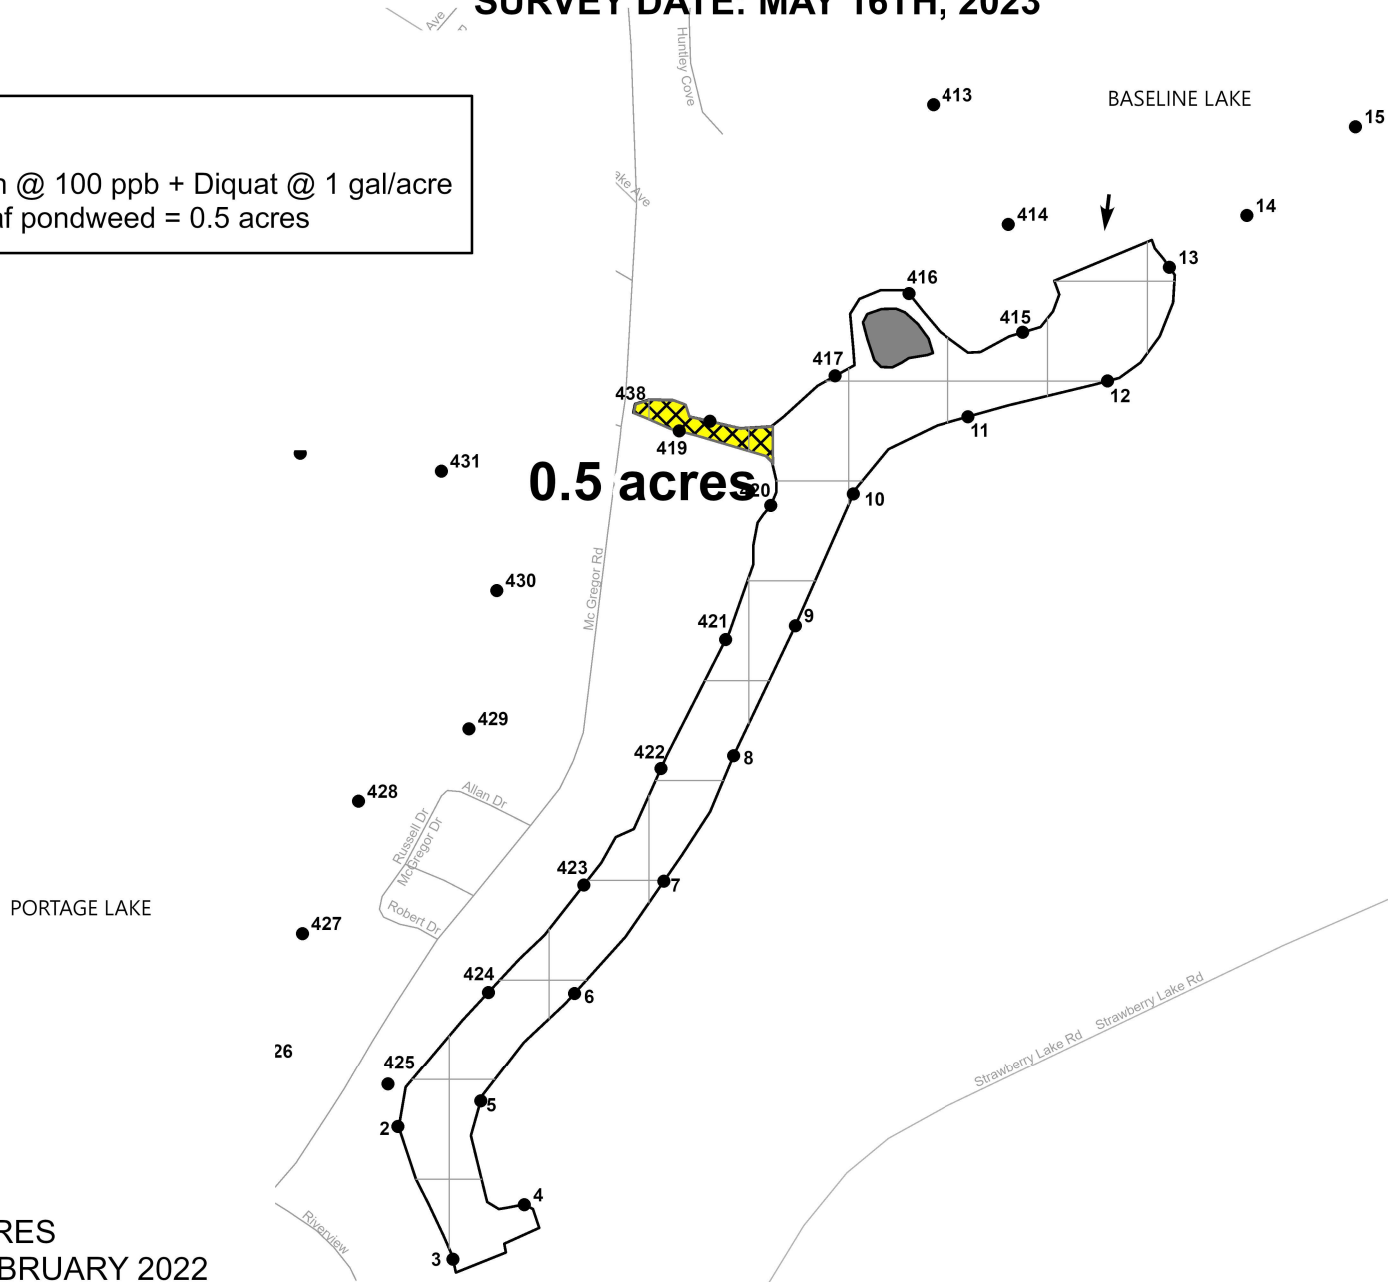 SURVEY DATE: MAY 16TH, 2023
Ave
Huntley Cove
413
BASELINE LAKE
15
@ 100 ppb + Diquat @ 1 gal/acre
pondweed = 0.5 acres
ake Ave
414
14
13
416
415
417
438
12
11
419
0.5 acres
420
10
431
430
Mc Gregor Rd
421
9
429
422
8
428
Allan Dr
Russell Dr
McGregor Dr
423
7
PORTAGE LAKE
427
Robert Dr
424
6
Strawberry Lake Rd
Strawberry Lake Rd
26
425
5
2
4
Riverview
3
RES
BRUARY 2022